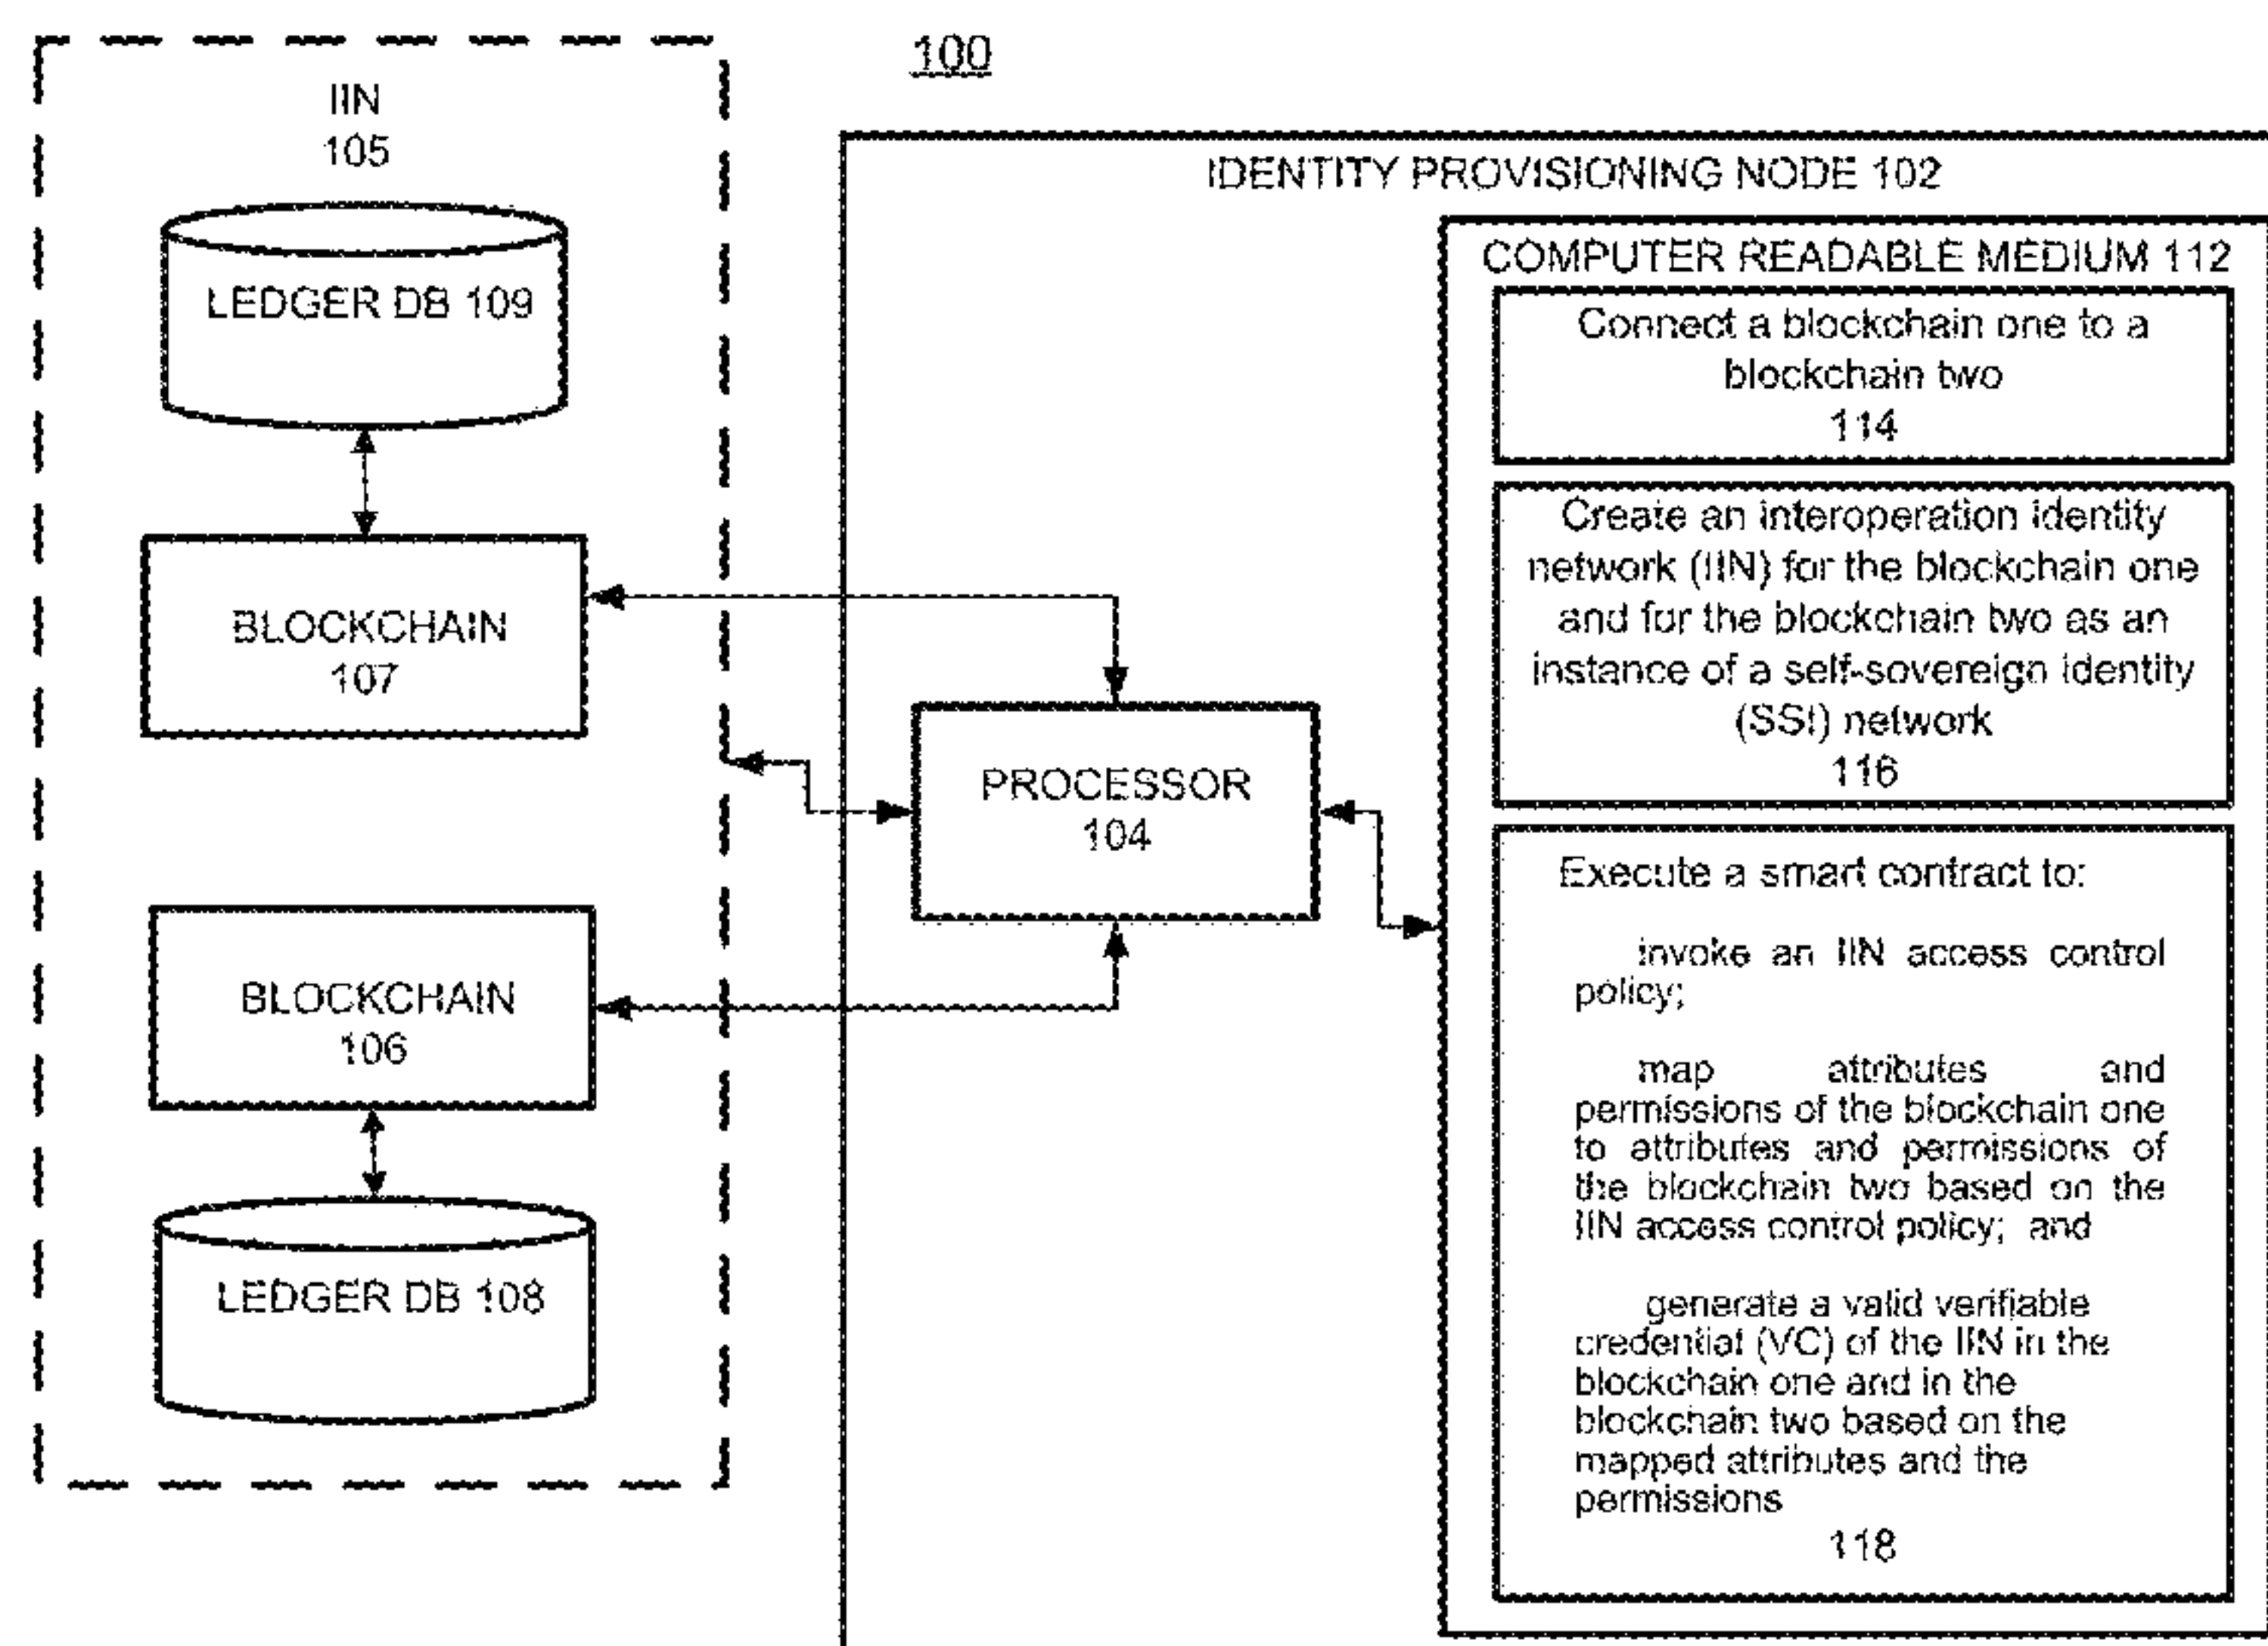 100
IIN
105
LEDGER DB 109
BLOCKCHAIN
107
BLOCKCHAIN
106
LEDGER DB 108
IDENTITY PROVISIONING NODE 102
PROCESSOR
104
COMPUTER READABLE MEDIUM 112
Connect a blockchain one to a
blockchain two
114
Create an interoperation identity
network (IIN) for the blockchain one
and for the blockchain two as an
instance of a self-sovereign identity
(SSI) network
116
Execute a smart contract to:
invoke an IIN access control
policy;
map attributes and
permissions of the blockchain one
to attributes and permissions of
the blockchain two based on the
IIN access control policy; and
generate a valid verifiable
credential (VC) of the IIN in the
blockchain one and in the
blockchain two based on the
mapped attributes and the
permissions
118